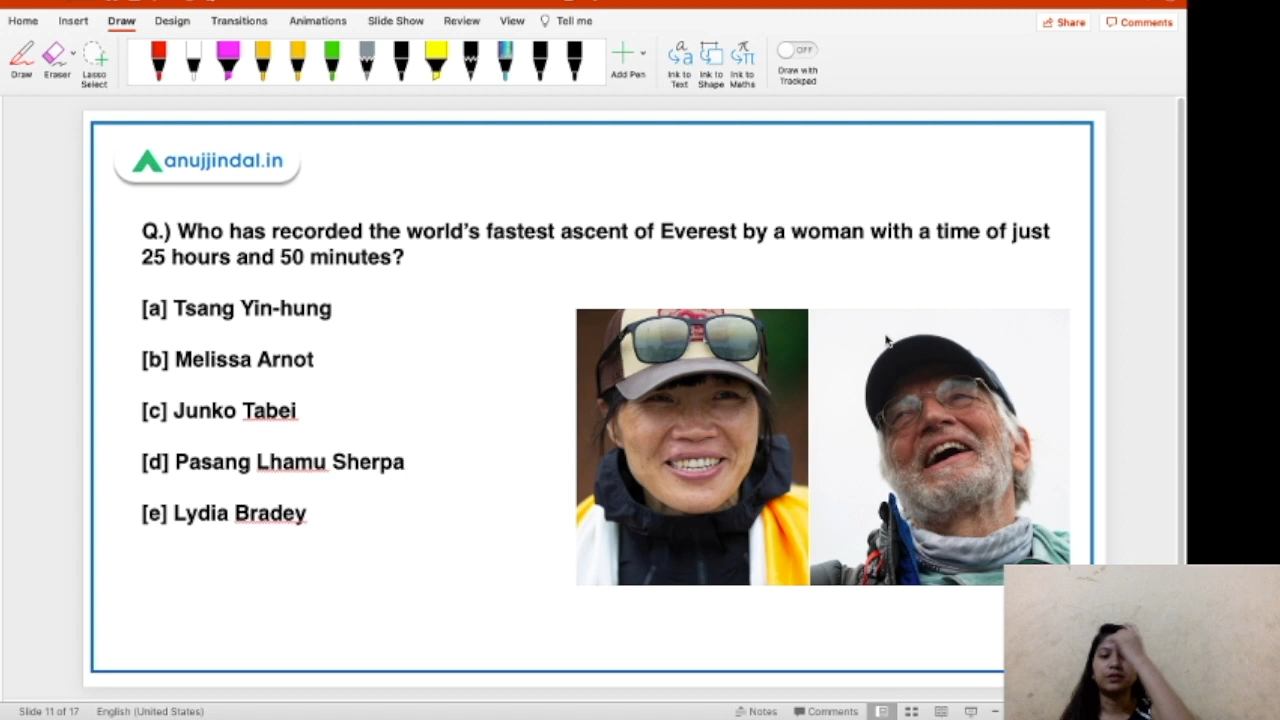 Home Insert Draw Design Transitions Animations Slide Show Review View Tell me Share Comments
Draw Eraser Lasso Select Add Pen Ink to Text Ink to Shape Ink to Maths OFF Draw with Trackpad
anujjindal.in
Q.) Who has recorded the world's fastest ascent of Everest by a woman with a time of just
25 hours and 50 minutes?
[a] Tsang Yin-hung
[b] Melissa Arnot
[c] Junko Tabei
[d] Pasang Lhamu Sherpa
[e] Lydia Bradey
Slide 11 of 17 English (United States) Notes Comments